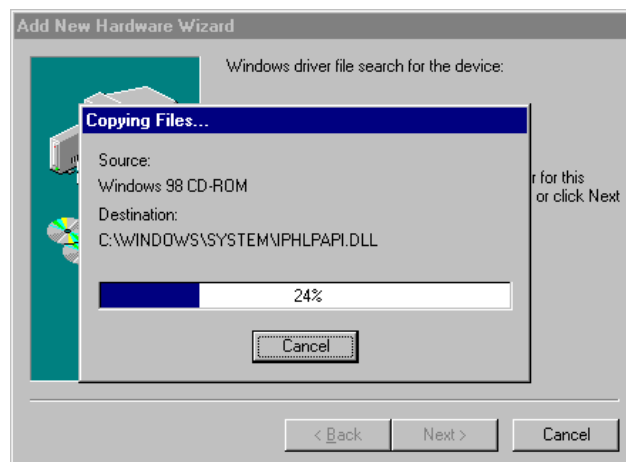 Add New Hardware Wizard
Windows driver file search for the device:
Copying Files...
Source:
Windows 98 CD-ROM
Destination:
C:\WINDOWS\SYSTEM\IPHLPAPI.DLL
r for this
or click Next
24%
Cancel
< Back
Next >
Cancel